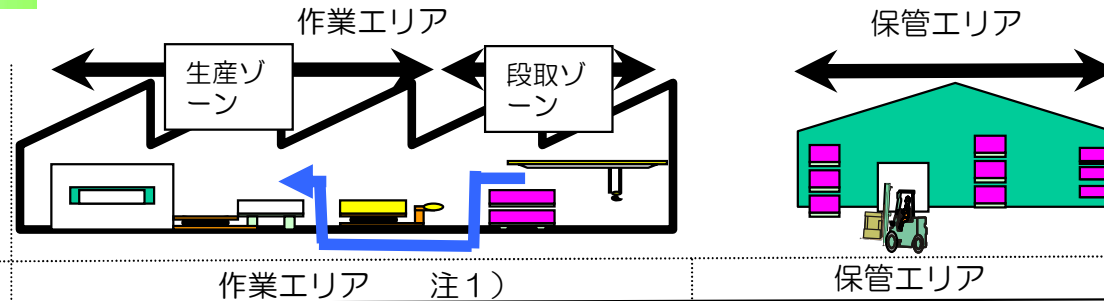 作業エリア
保管エリア
生産ゾ
ーン
段取ゾ
ーン
作業エリア　　注１）
保管エリア